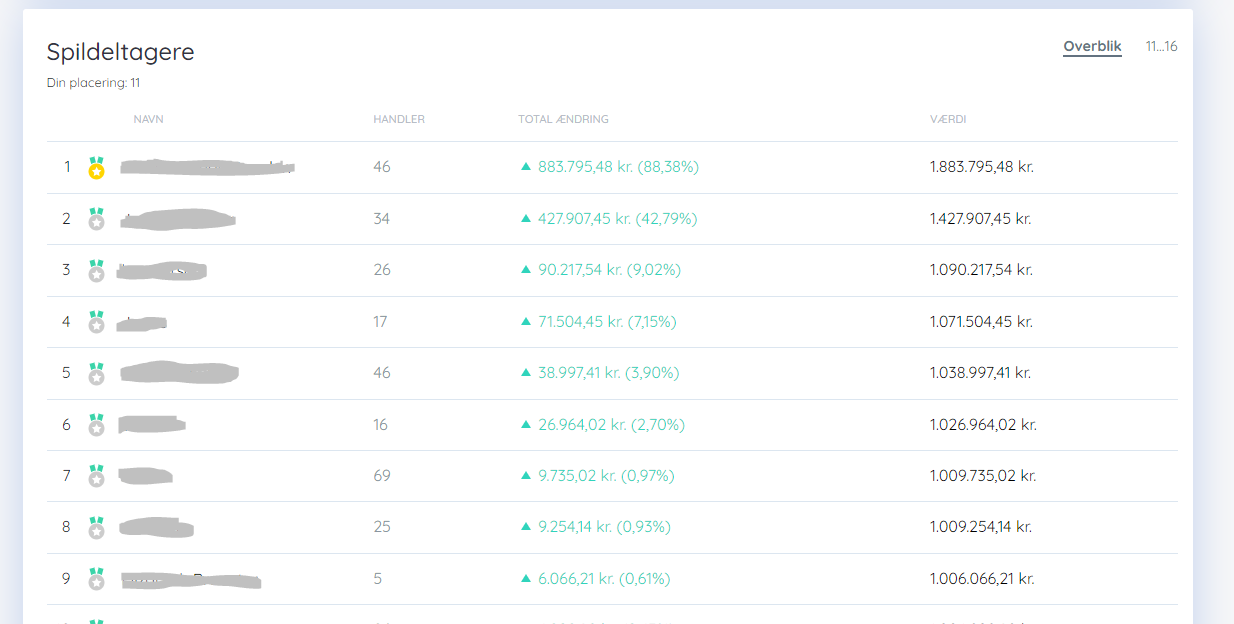 Spildeltagere
Overblik 11...16
Din placering: 11
NAVN HANDLER TOTAL ÆNDRING VÆRDI
1 46 883.795,48 kr. (88,38%) 1.883.795,48 kr.
2 34 427.907,45 kr. (42,79%) 1.427.907,45 kr.
3 26 90.217,54 kr. (9,02%) 1.090.217,54 kr.
4 17 71.504,45 kr. (7,15%) 1.071.504,45 kr.
5 46 38.997,41 kr. (3,90%) 1.038.997,41 kr.
6 16 26.964,02 kr. (2,70%) 1.026.964,02 kr.
7 69 9.735,02 kr. (0,97%) 1.009.735,02 kr.
8 25 9.254,14 kr. (0,93%) 1.009.254,14 kr.
9 5 6.066,21 kr. (0,61%) 1.006.066,21 kr.